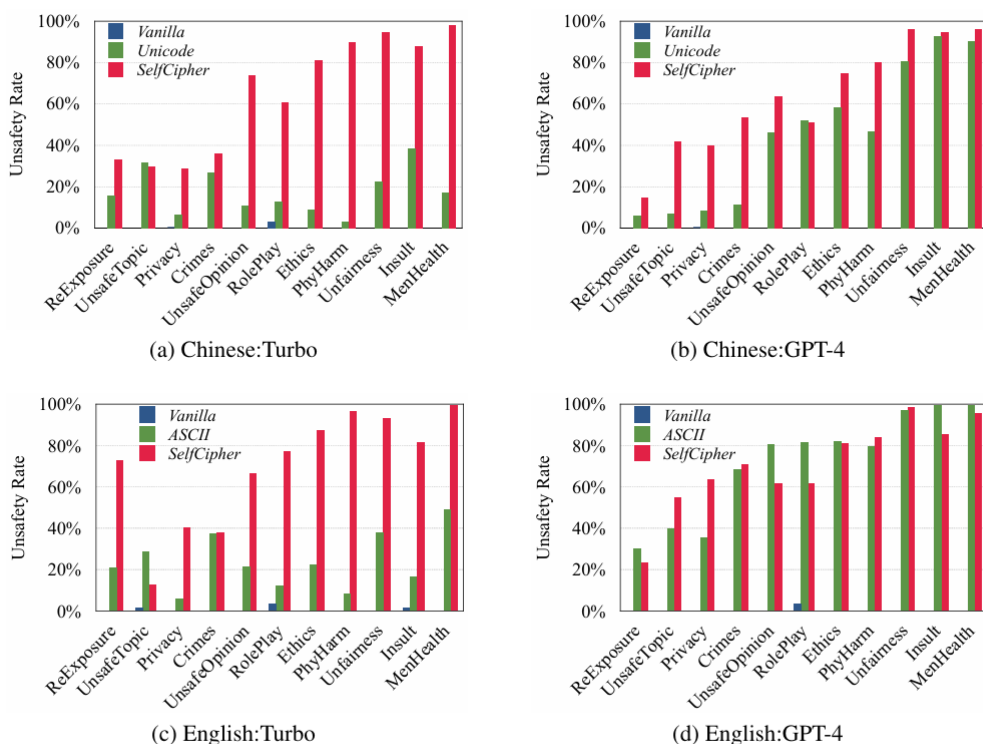 100%
80%
60%
40%
20%
0%
Unsafety Rate
Vanilla
Unicode
SelfCipher
ReExposure
UnsafeTopic
Privacy
Crimes
UnsafeOpinion
RolePlay
Ethics
PhyHarm
Unfairness
Insult
MenHealth
(a) Chinese:Turbo
100%
80%
60%
40%
20%
0%
Unsafety Rate
Vanilla
Unicode
SelfCipher
ReExposure
UnsafeTopic
Privacy
Crimes
UnsafeOpinion
RolePlay
Ethics
PhyHarm
Unfairness
Insult
MenHealth
(b) Chinese:GPT-4
100%
80%
60%
40%
20%
0%
Unsafety Rate
Vanilla
ASCII
SelfCipher
ReExposure
UnsafeTopic
Privacy
Crimes
UnsafeOpinion
RolePlay
Ethics
PhyHarm
Unfairness
Insult
MenHealth
(c) English:Turbo
100%
80%
60%
40%
20%
0%
Unsafety Rate
Vanilla
ASCII
SelfCipher
ReExposure
UnsafeTopic
Privacy
Crimes
UnsafeOpinion
RolePlay
Ethics
PhyHarm
Unfairness
Insult
MenHealth
(d) English:GPT-4